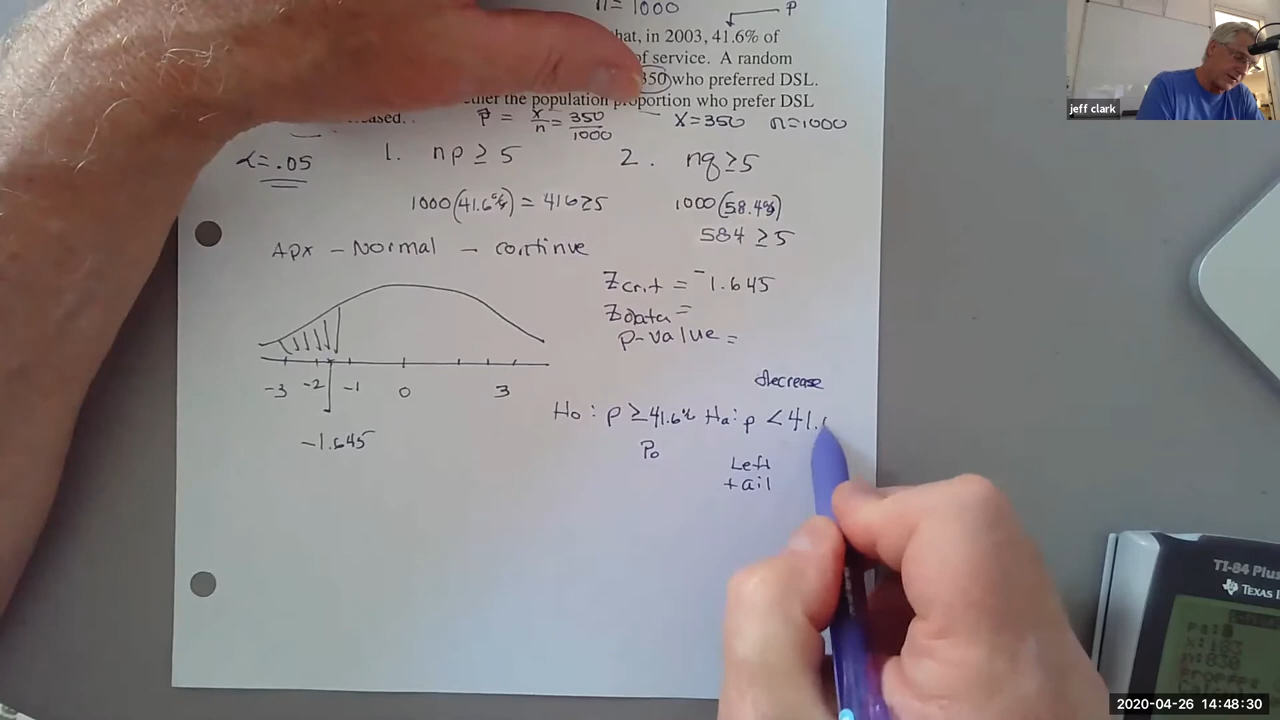 n = 1000
p
hat, in 2003, 41.6% of
of service. A random
350 who preferred DSL.
the population proportion who prefer DSL
p̂ = x/n = 350/1000 x = 350 n = 1000
α = .05 1. np ≥ 5 2. nq ≥ 5
1000(41.6%) = 416 ≥ 5 1000(58.4%)
584 ≥ 5
Apx - Normal - continue
Zcrit = -1.645
Zdata =
p-value =
-3 -2 -1 0 3
-1.645
decrease
Ho: p ≥ 41.6% Ha: p < 41.
Po
Left
tail
jeff clark
TI-84 Plus
TEXAS I
2020-04-26 14:48:30